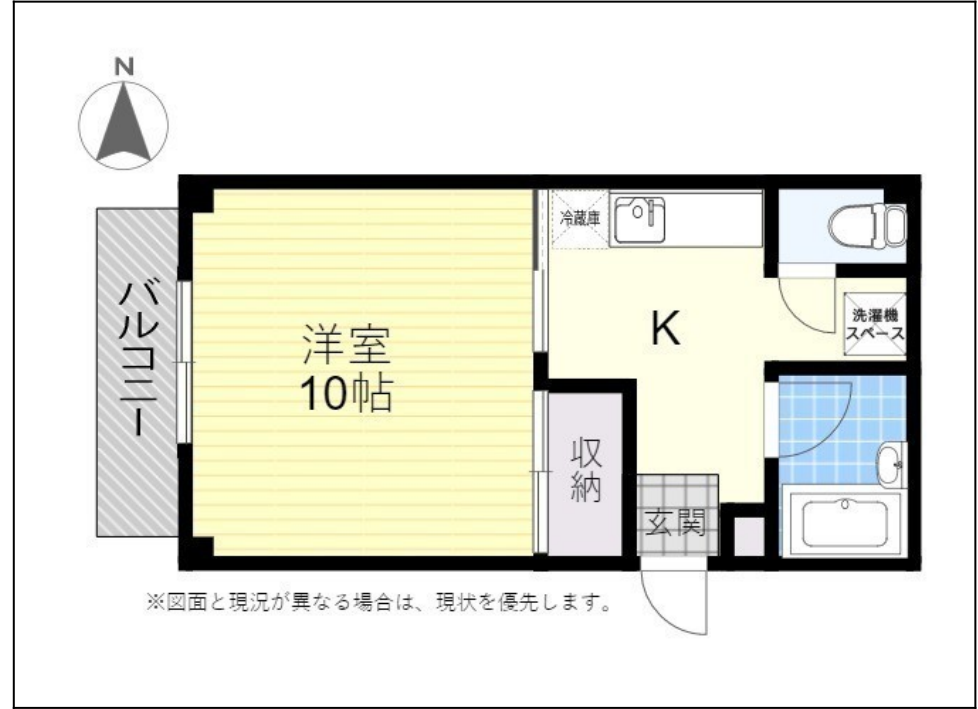 N
バルコニー
洋室
10帖
冷蔵庫
K
洗濯機
スペース
収納
玄関
※図面と現況が異なる場合は、現状を優先します。